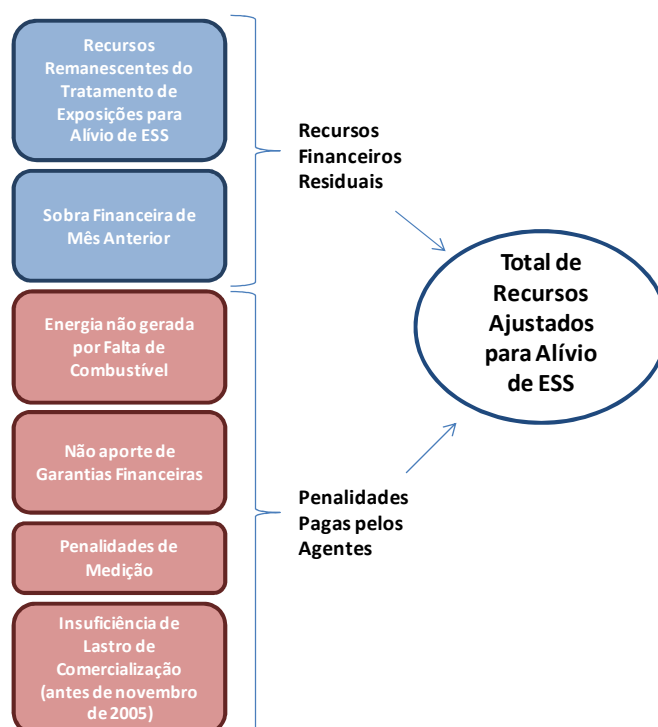 Recursos
Remanescentes do
Tratamento de
Exposições para
Alívio de ESS
Sobra Financeira de
Mês Anterior
Recursos
Financeiros
Residuais
Energia não gerada
por Falta de
Combustível
Não aporte de
Garantias Financeiras
Penalidades de
Medição
Insuficiência de
Lastro de
Comercialização
(antes de novembro
de 2005)
Penalidades
Pagas pelos
Agentes
Total de
Recursos
Ajustados
para Alívio
de ESS